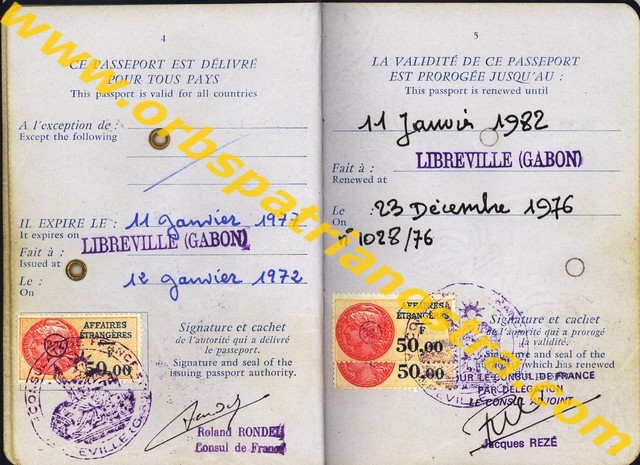 4
CE PASSEPORT EST DÉLIVRÉ
POUR TOUS PAYS
This passport is valid for all countries
A l'exception de :
Except the following
IL EXPIRE LE : 11 janvier 1977
It expires on
LIBREVILLE (GABON)
Fait à :
Issued at
Le : 12 janvier 1972
On
AFFAIRES
ÉTRANGÈRES
F
50,00
Signature et cachet
de l'autorité qui a délivré
le passeport.
Signature and seal of the
issuing passport authority.
Roland RONDEL
Consul de France
5
LA VALIDITÉ DE CE PASSEPORT
EST PROROGÉE JUSQU'AU :
This passport is renewed until
11 Janvier 1982
LIBREVILLE (GABON)
Fait à :
Renewed at
Le : 23 Décembre 1976
On
n° 1028/76
AFFAIRES
ÉTRANGÈRES
F
50,00
50,00
Signature et cachet
de l'autorité qui a prorogé
la validité.
Signature and seal of the
which has renewed
POUR LE CONSUL DE FRANCE
PAR DELEGATION
LE CONSUL ADJOINT
Jacques REZÉ
www.orbspatrianostra.com